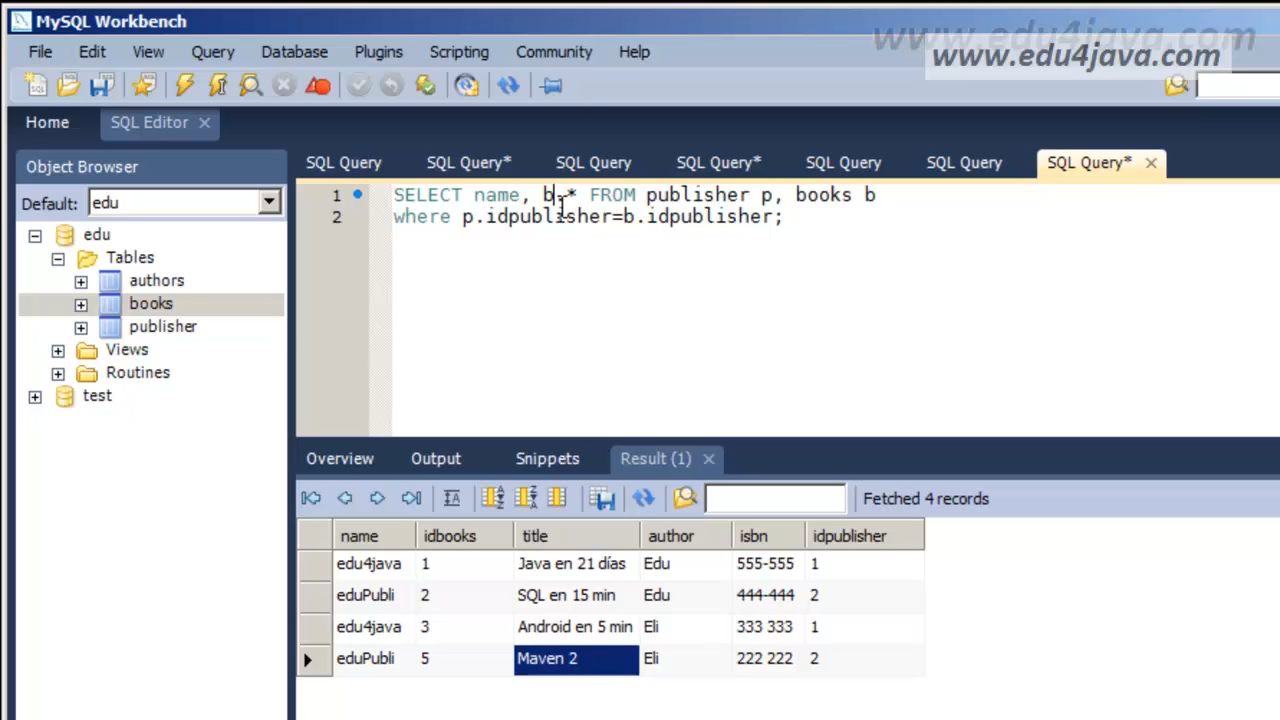 MySQL Workbench
www.edu4java.com
File Edit View Query Database Plugins Scripting Community Help
www.edu4java.com
Home SQL Editor
Object Browser
Default: edu
edu
Tables
authors
books
publisher
Views
Routines
test
SQL Query SQL Query* SQL Query SQL Query* SQL Query SQL Query SQL Query*
1 SELECT name, b.* FROM publisher p, books b
2 where p.idpublisher=b.idpublisher;
Overview Output Snippets Result (1)
Fetched 4 records
name idbooks title author isbn idpublisher
edu4java 1 Java en 21 días Edu 555-555 1
eduPubli 2 SQL en 15 min Edu 444-444 2
edu4java 3 Android en 5 min Eli 333 333 1
eduPubli 5 Maven 2 Eli 222 222 2